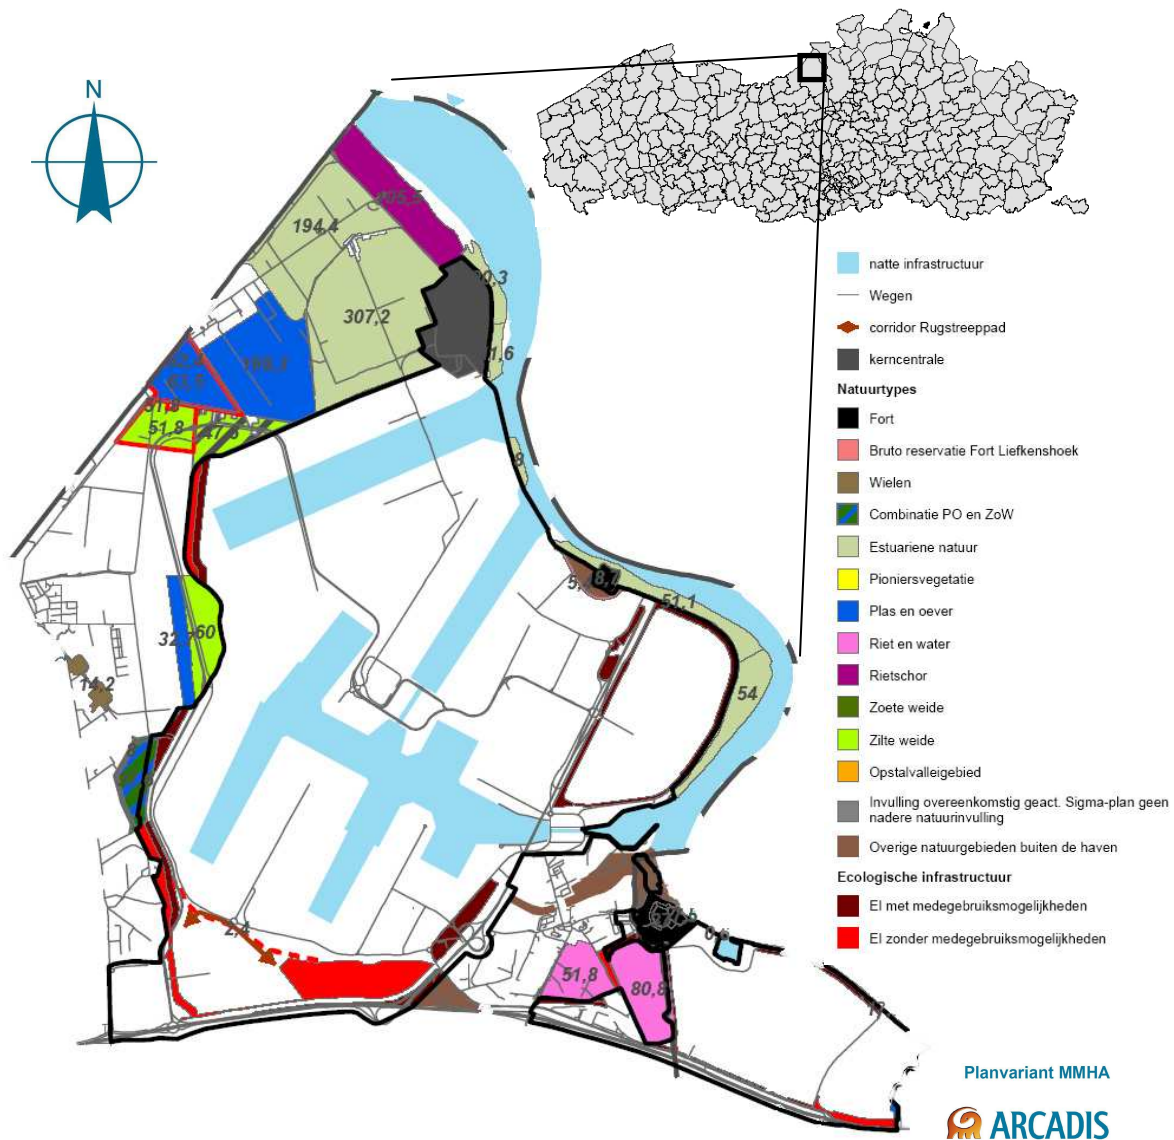 N
194,4
307,2
51,8
60
14,2
51,1
54
2,4
51,8
80,8
natte infrastructuur
Wegen
corridor Rugstreeppad
kerncentrale
Natuurtypes
Fort
Bruto reservatie Fort Liefkenshoek
Wielen
Combinatie PO en ZoW
Estuariene natuur
Pioniersvegetatie
Plas en oever
Riet en water
Rietschor
Zoete weide
Zilte weide
Opstalvalleigebied
Invulling overeenkomstig geact. Sigma-plan geen
nadere natuurinvulling
Overige natuurgebieden buiten de haven
Ecologische infrastructuur
EI met medegebruiksmogelijkheden
EI zonder medegebruiksmogelijkheden
Planvariant MMHA
ARCADIS